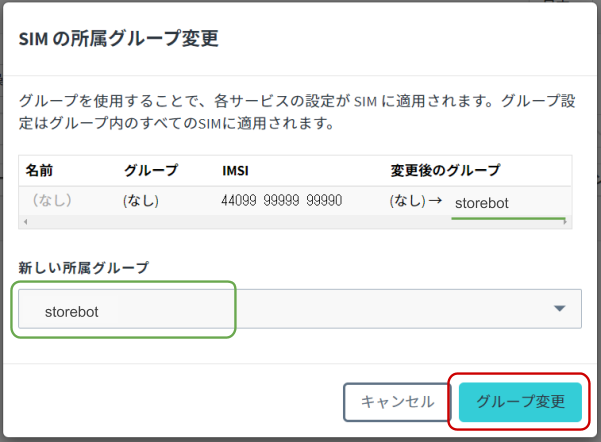 SIM の所属グループ変更
グループを使用することで、各サービスの設定が SIM に適用されます。グループ設
定はグループ内のすべてのSIMに適用されます。
名前 グループ IMSI 変更後のグループ
（なし） (なし) 44099 99999 99990 (なし) → storebot
新しい所属グループ
storebot
キャンセル グループ変更